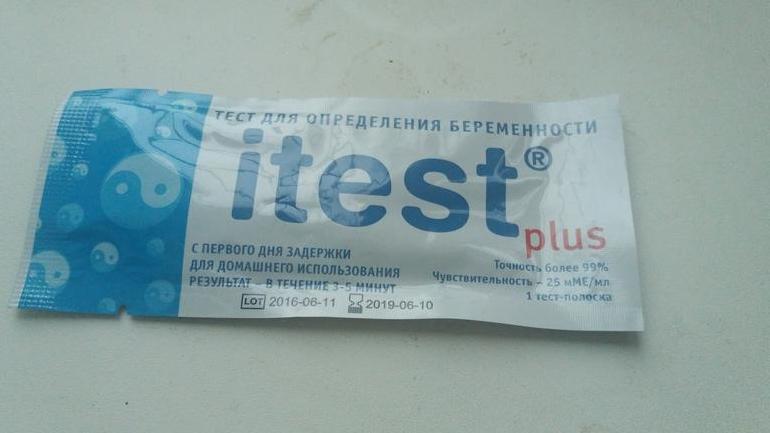 ТЕСТ ДЛЯ ОПРЕДЕЛЕНИЯ БЕРЕМЕННОСТИ
itest®
plus
С ПЕРВОГО ДНЯ ЗАДЕРЖКИ
ДЛЯ ДОМАШНЕГО ИСПОЛЬЗОВАНИЯ
РЕЗУЛЬТАТ - В ТЕЧЕНИЕ 3-5 МИНУТ
Точность более 99%
Чувствительность - 25 мМЕ/мл
1 тест-полоска
LOT 2016-06-11 2019-06-10